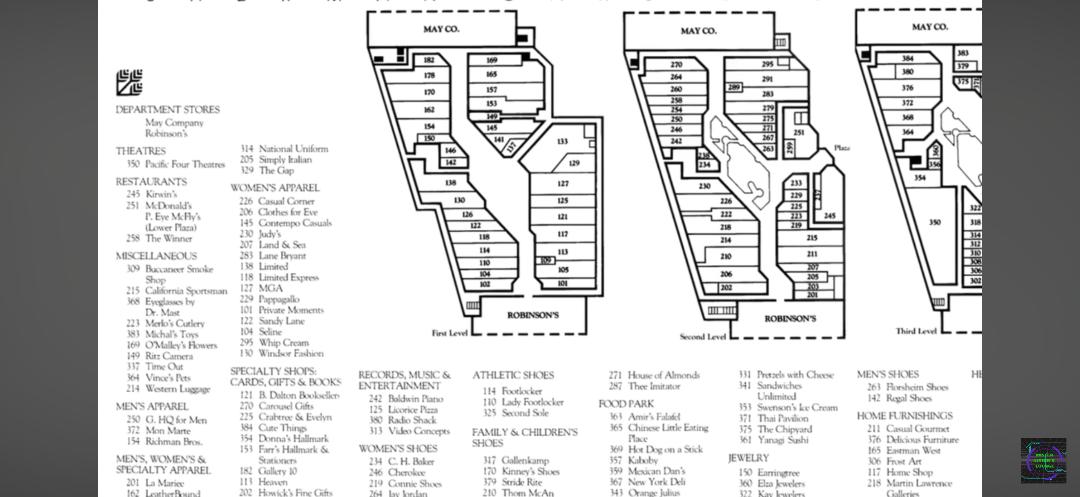 MAY CO.
182
178
170
162
154
150
146
142
138
130
126
122
118
114
110
104
102
169
165
157
153
149
145
141
137
133
129
127
125
121
117
113
109
105
101
ROBINSON'S
First Level
MAY CO.
270
264
260
258
254
250
246
242
238
234
230
226
222
218
214
210
206
202
295
291
289
283
279
275
271
267
263
259
251
Plaza
233
229
225
223
219
237
245
215
211
207
205
203
201
ROBINSON'S
Second Level
MAY CO.
384
380
376
372
368
364
360
356
354
350
383
379
375
322
318
314
312
310
308
306
302
Third Level
DEPARTMENT STORES
May Company
Robinson's
THEATRES
350 Pacific Four Theatres
RESTAURANTS
245 Kirwin's
251 McDonald's
P. Eye McFly's
(Lower Plaza)
258 The Winner
MISCELLANEOUS
309 Buccaneer Smoke
Shop
215 California Sportsman
368 Eyeglasses by
Dr. Mast
223 Merlo's Cutlery
383 Michal's Toys
169 O'Malley's Flowers
149 Ritz Camera
337 Time Out
364 Vince's Pets
214 Western Luggage
MEN'S APPAREL
250 G. HQ for Men
372 Mon Marte
154 Richman Bros.
MEN'S, WOMEN'S &
SPECIALTY APPAREL
201 La Mariee
162 LeatherBound
314 National Uniform
205 Simply Italian
329 The Gap
WOMEN'S APPAREL
226 Casual Corner
206 Clothes for Eve
145 Contempo Casuals
230 Judy's
207 Land & Sea
283 Lane Bryant
138 Limited
118 Limited Express
127 MGA
229 Pappagallo
101 Private Moments
122 Sandy Lane
104 Seline
295 Whip Cream
130 Windsor Fashion
SPECIALTY SHOPS:
CARDS, GIFTS & BOOKS
121 B. Dalton Bookseller
270 Carousel Gifts
225 Crabtree & Evelyn
384 Cute Things
354 Donna's Hallmark
153 Farr's Hallmark &
Stationers
182 Gallery 10
113 Heaven
202 Howick's Fine Gifts
RECORDS, MUSIC &
ENTERTAINMENT
242 Baldwin Piano
125 Licorice Pizza
380 Radio Shack
313 Video Concepts
WOMEN'S SHOES
234 C. H. Baker
246 Cherokee
219 Connie Shoes
264 Jay Jordan
ATHLETIC SHOES
114 Footlocker
110 Lady Footlocker
325 Second Sole
FAMILY & CHILDREN'S
SHOES
317 Gallenkamp
170 Kinney's Shoes
379 Stride Rite
210 Thom McAn
271 House of Almonds
287 Thee Imitator
FOOD PARK
363 Amir's Falafel
365 Chinese Little Eating
Place
369 Hot Dog on a Stick
357 Kaboby
359 Mexican Dan's
367 New York Deli
343 Orange Julius
331 Pretzels with Cheese
341 Sandwiches
Unlimited
353 Swenson's Ice Cream
371 Thai Pavilion
375 The Chipyard
361 Yanagi Sushi
JEWELRY
150 Earringtree
360 Elza Jewelers
322 Kay Jewelers
MEN'S SHOES
263 Florsheim Shoes
142 Regal Shoes
HOME FURNISHINGS
211 Casual Gourmet
376 Delicious Furniture
165 Eastman West
306 Frost Art
117 Home Shop
218 Martin Lawrence
Galleries
HE